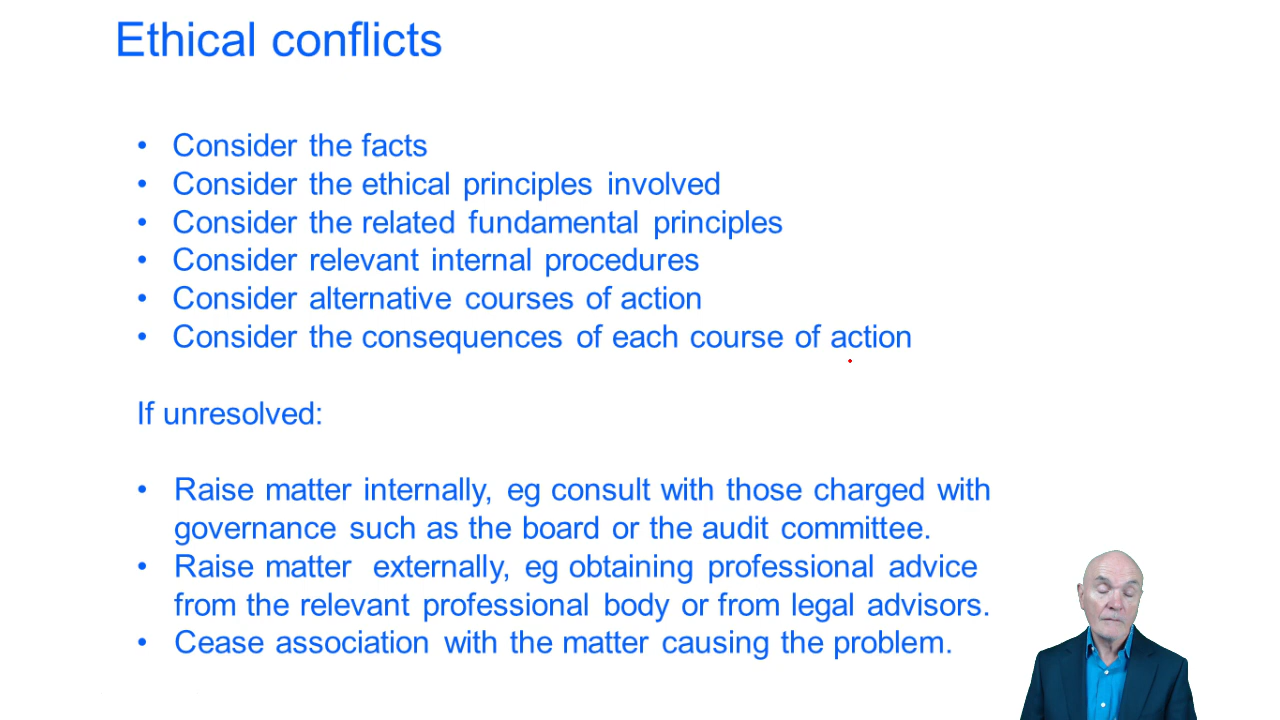 Ethical conflicts
• Consider the facts
• Consider the ethical principles involved
• Consider the related fundamental principles
• Consider relevant internal procedures
• Consider alternative courses of action
• Consider the consequences of each course of action
If unresolved:
• Raise matter internally, eg consult with those charged with
governance such as the board or the audit committee.
• Raise matter externally, eg obtaining professional advice
from the relevant professional body or from legal advisors.
• Cease association with the matter causing the problem.